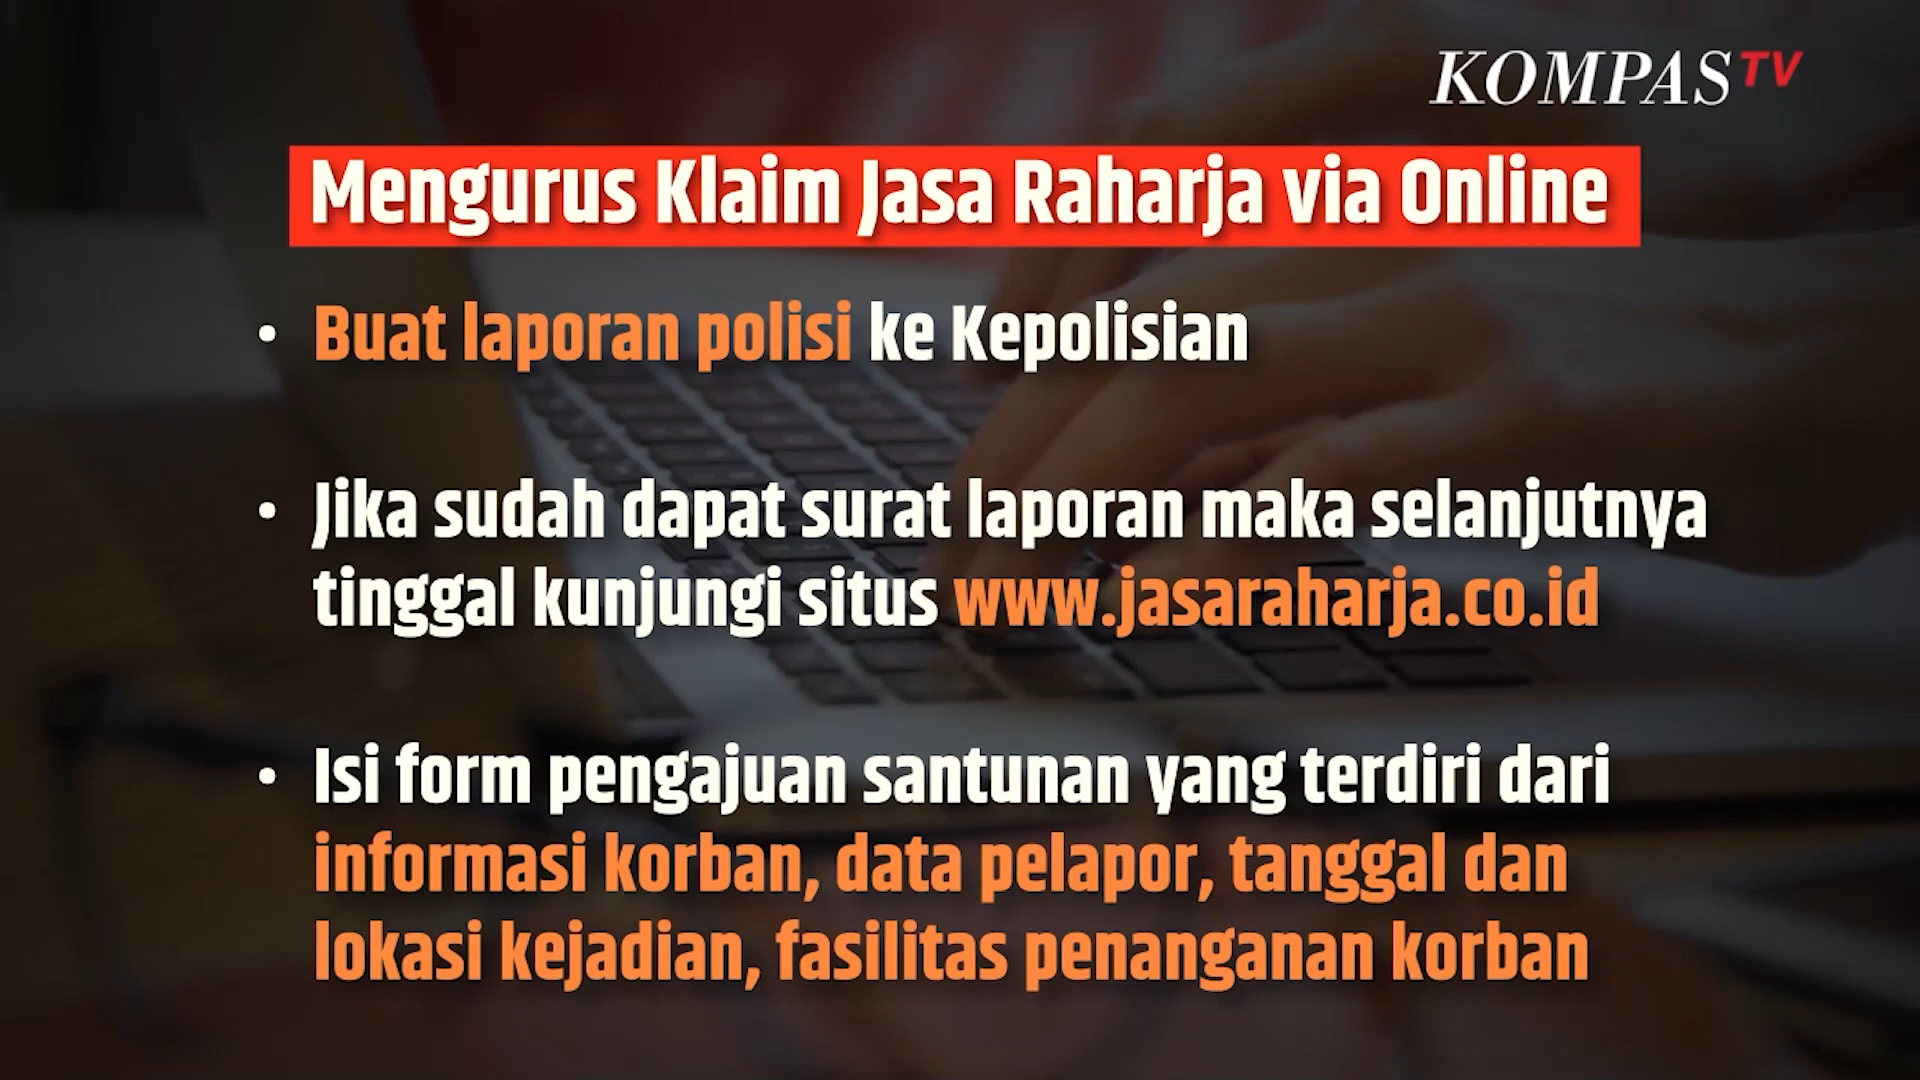 KOMPAS TV
Mengurus Klaim Jasa Raharja via Online
• Buat laporan polisi ke Kepolisian
• Jika sudah dapat surat laporan maka selanjutnya
tinggal kunjungi situs www.jasaraharja.co.id
• Isi form pengajuan santunan yang terdiri dari
informasi korban, data pelapor, tanggal dan
lokasi kejadian, fasilitas penanganan korban